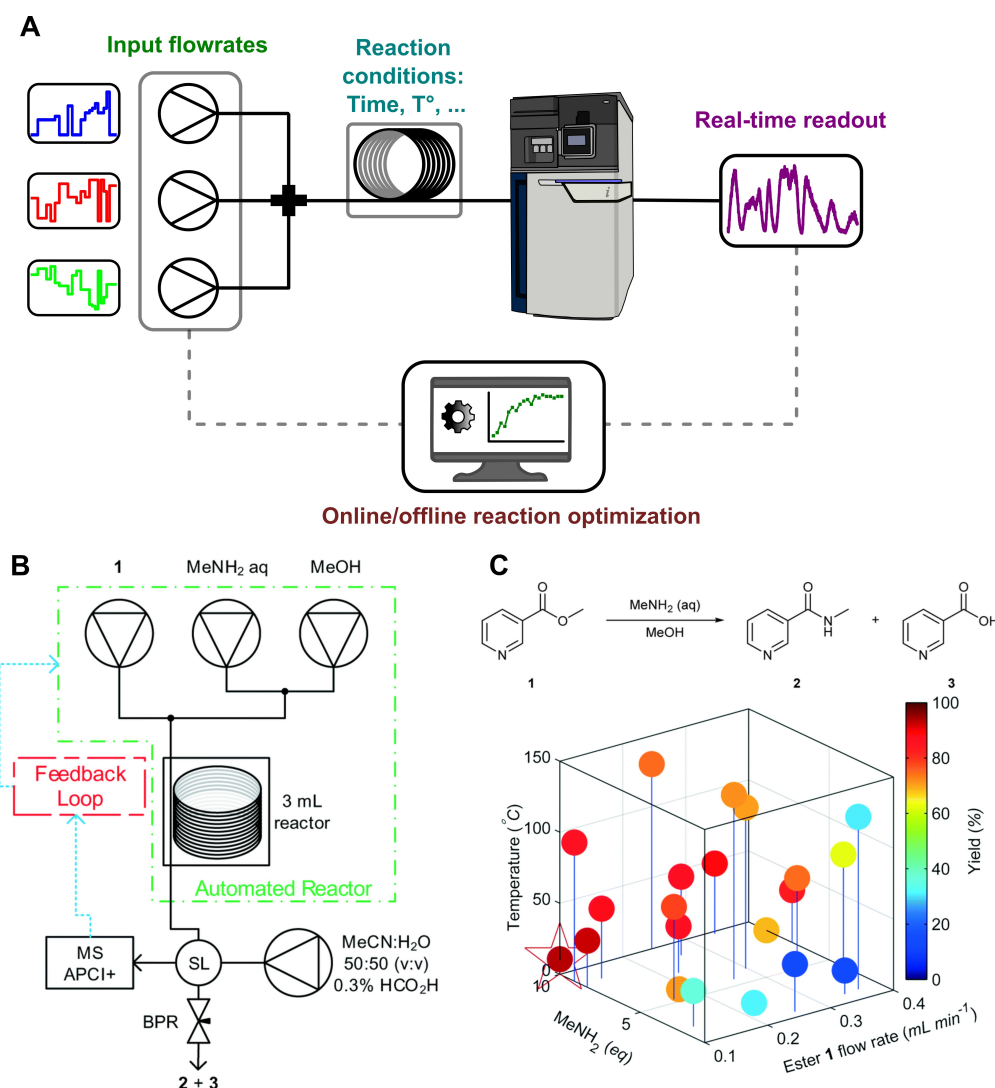 A
Input flowrates
Reaction
conditions:
Time, T°, ...
Real-time readout
Online/offline reaction optimization
B
1
MeNH₂ aq
MeOH
Feedback
Loop
3 mL
reactor
Automated Reactor
MS
APCI+
SL
MeCN:H₂O
50:50 (v:v)
0.3% HCO₂H
BPR
2 + 3
C
O
O
N
MeNH₂ (aq)
MeOH
O
N
H
N
+
O
OH
N
1
2
3
150
100
50
0
Temperature (°C)
10
5
MeNH₂ (eq)
0.1
0.2
0.3
0.4
Ester 1 flow rate (mL min⁻¹)
100
80
60
40
20
0
Yield (%)